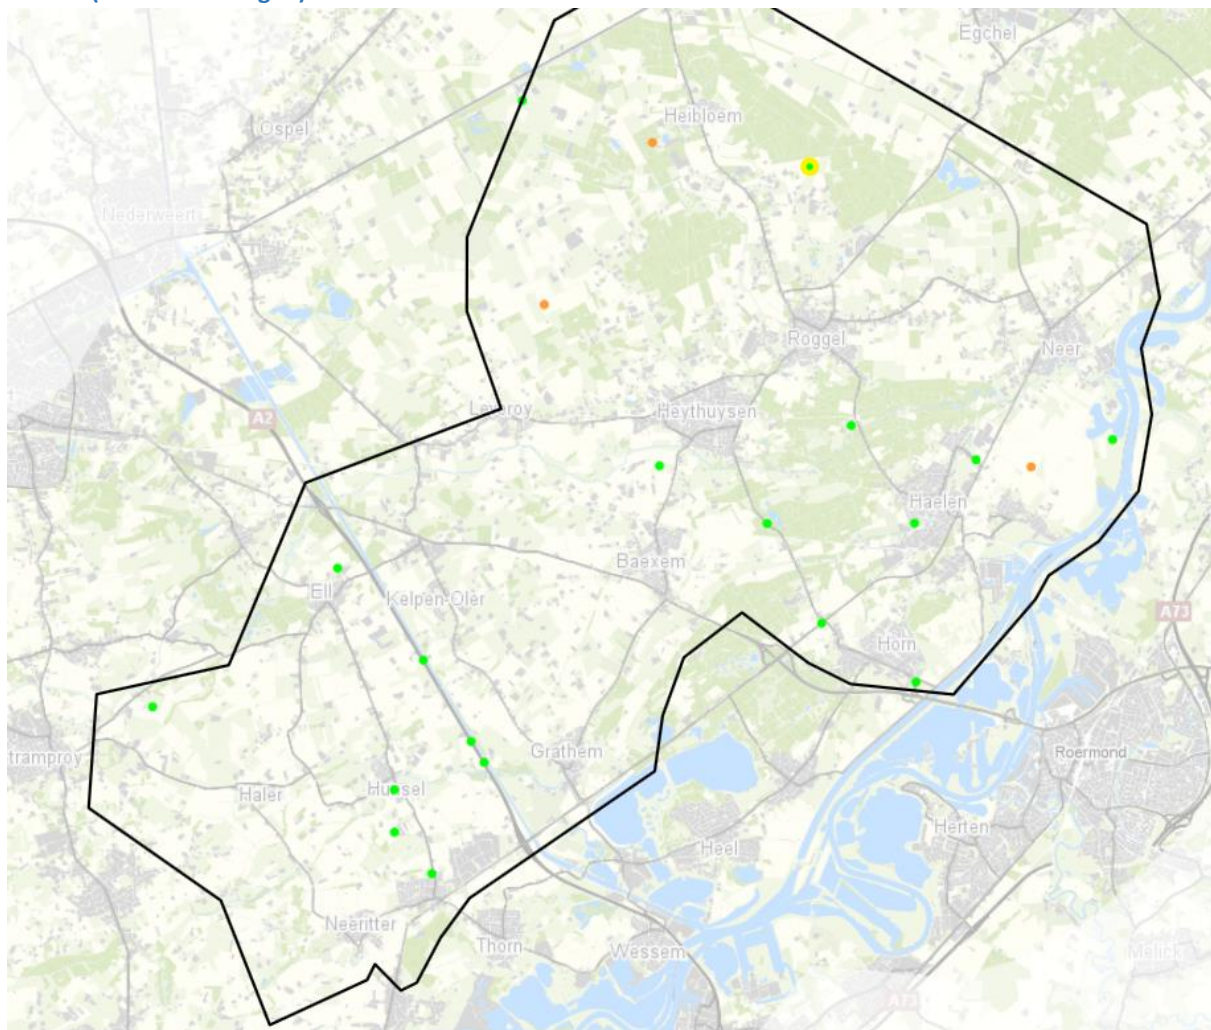 Egchel
Heibloem
Ospel
Nederweert
Roggel
Neer
Leveroy
Heythuysen
A2
Haelen
Baexem
Ell
Kelpen-Oler
A73
Horn
Grathem
Roermond
tramproy
Haler
Hunsel
Herten
Heel
Neeritter
Thorn
Wessem
Melick
A73